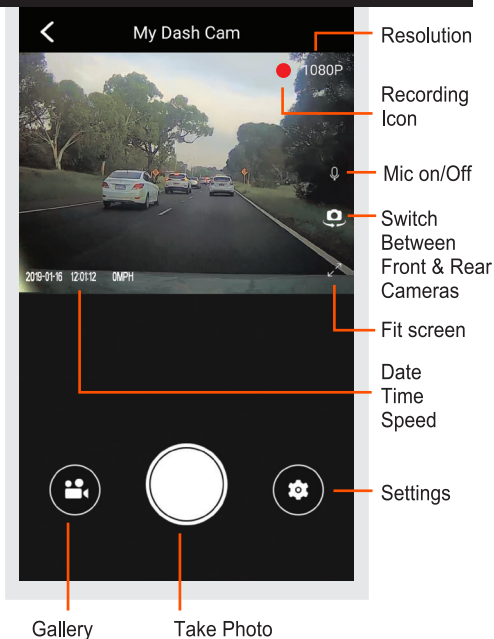 My Dash Cam
1080P
2019-01-16 12:01:12 0MPH
Resolution
Recording
Icon
Mic on/Off
Switch
Between
Front & Rear
Cameras
Fit screen
Date
Time
Speed
Settings
Gallery
Take Photo